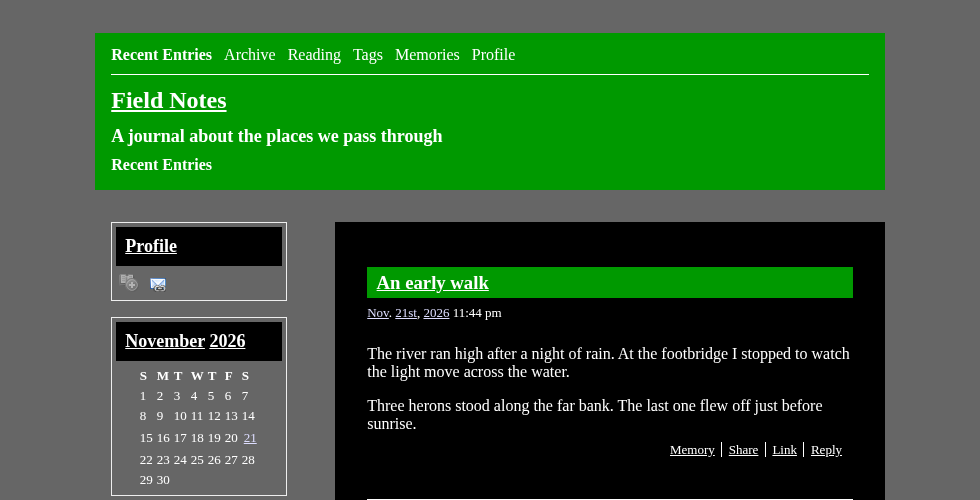 Recent Entries Archive Reading Tags Memories Profile
Field Notes
A journal about the places we pass through
Recent Entries
Profile
November 2026
S M T W T F S
1 2 3 4 5 6 7
8 9 10 11 12 13 14
15 16 17 18 19 20 21
22 23 24 25 26 27 28
29 30
An early walk
Nov. 21st, 2026 11:44 pm
The river ran high after a night of rain. At the footbridge I stopped to watch
the light move across the water.
Three herons stood along the far bank. The last one flew off just before
sunrise.
Memory Share Link Reply